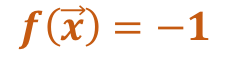 f(x⃗) = −1